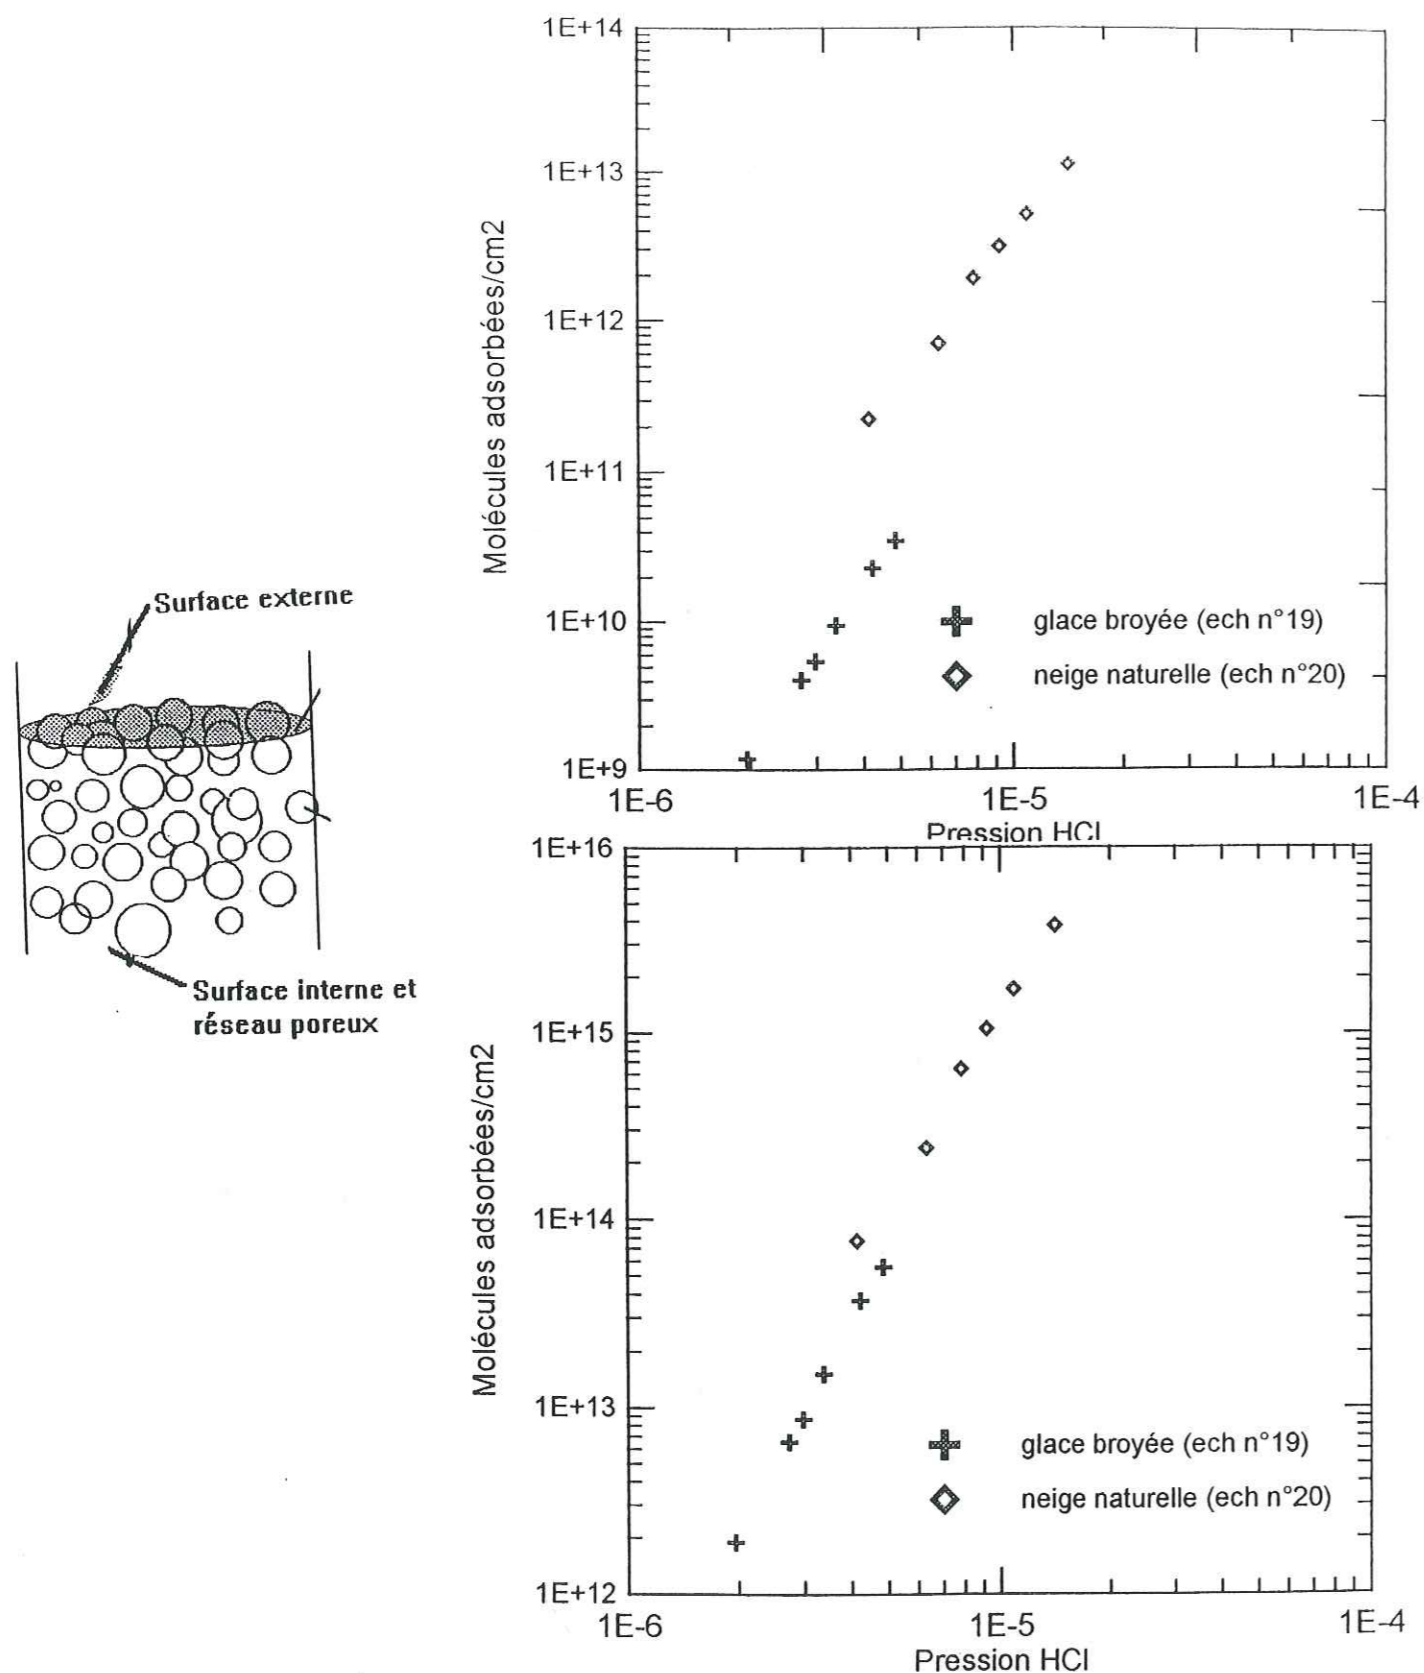 1E+14
1E+13
1E+12
1E+11
1E+10
1E+9
Molécules adsorbées/cm2
glace broyée (ech n°19)
neige naturelle (ech n°20)
1E-6
1E-5
1E-4
Pression HCl
Surface externe
Surface interne et
réseau poreux
1E+16
1E+15
1E+14
1E+13
1E+12
Molécules adsorbées/cm2
glace broyée (ech n°19)
neige naturelle (ech n°20)
1E-6
1E-5
1E-4
Pression HCl